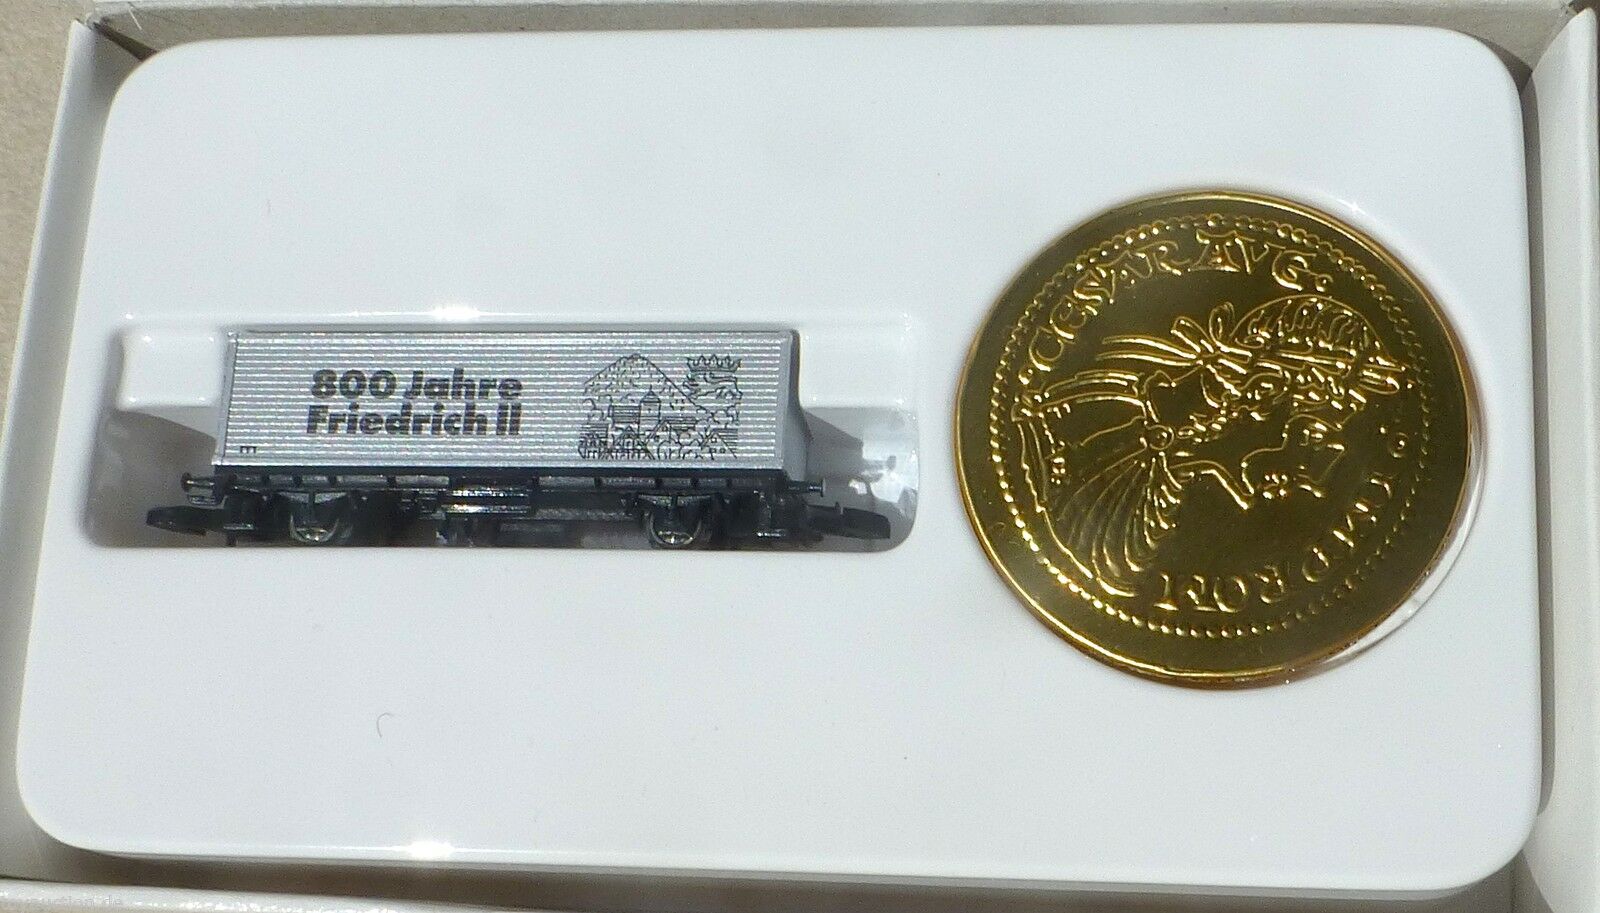 800 Jahre
Friedrich II
E
CESAR AVG
IMP ROM